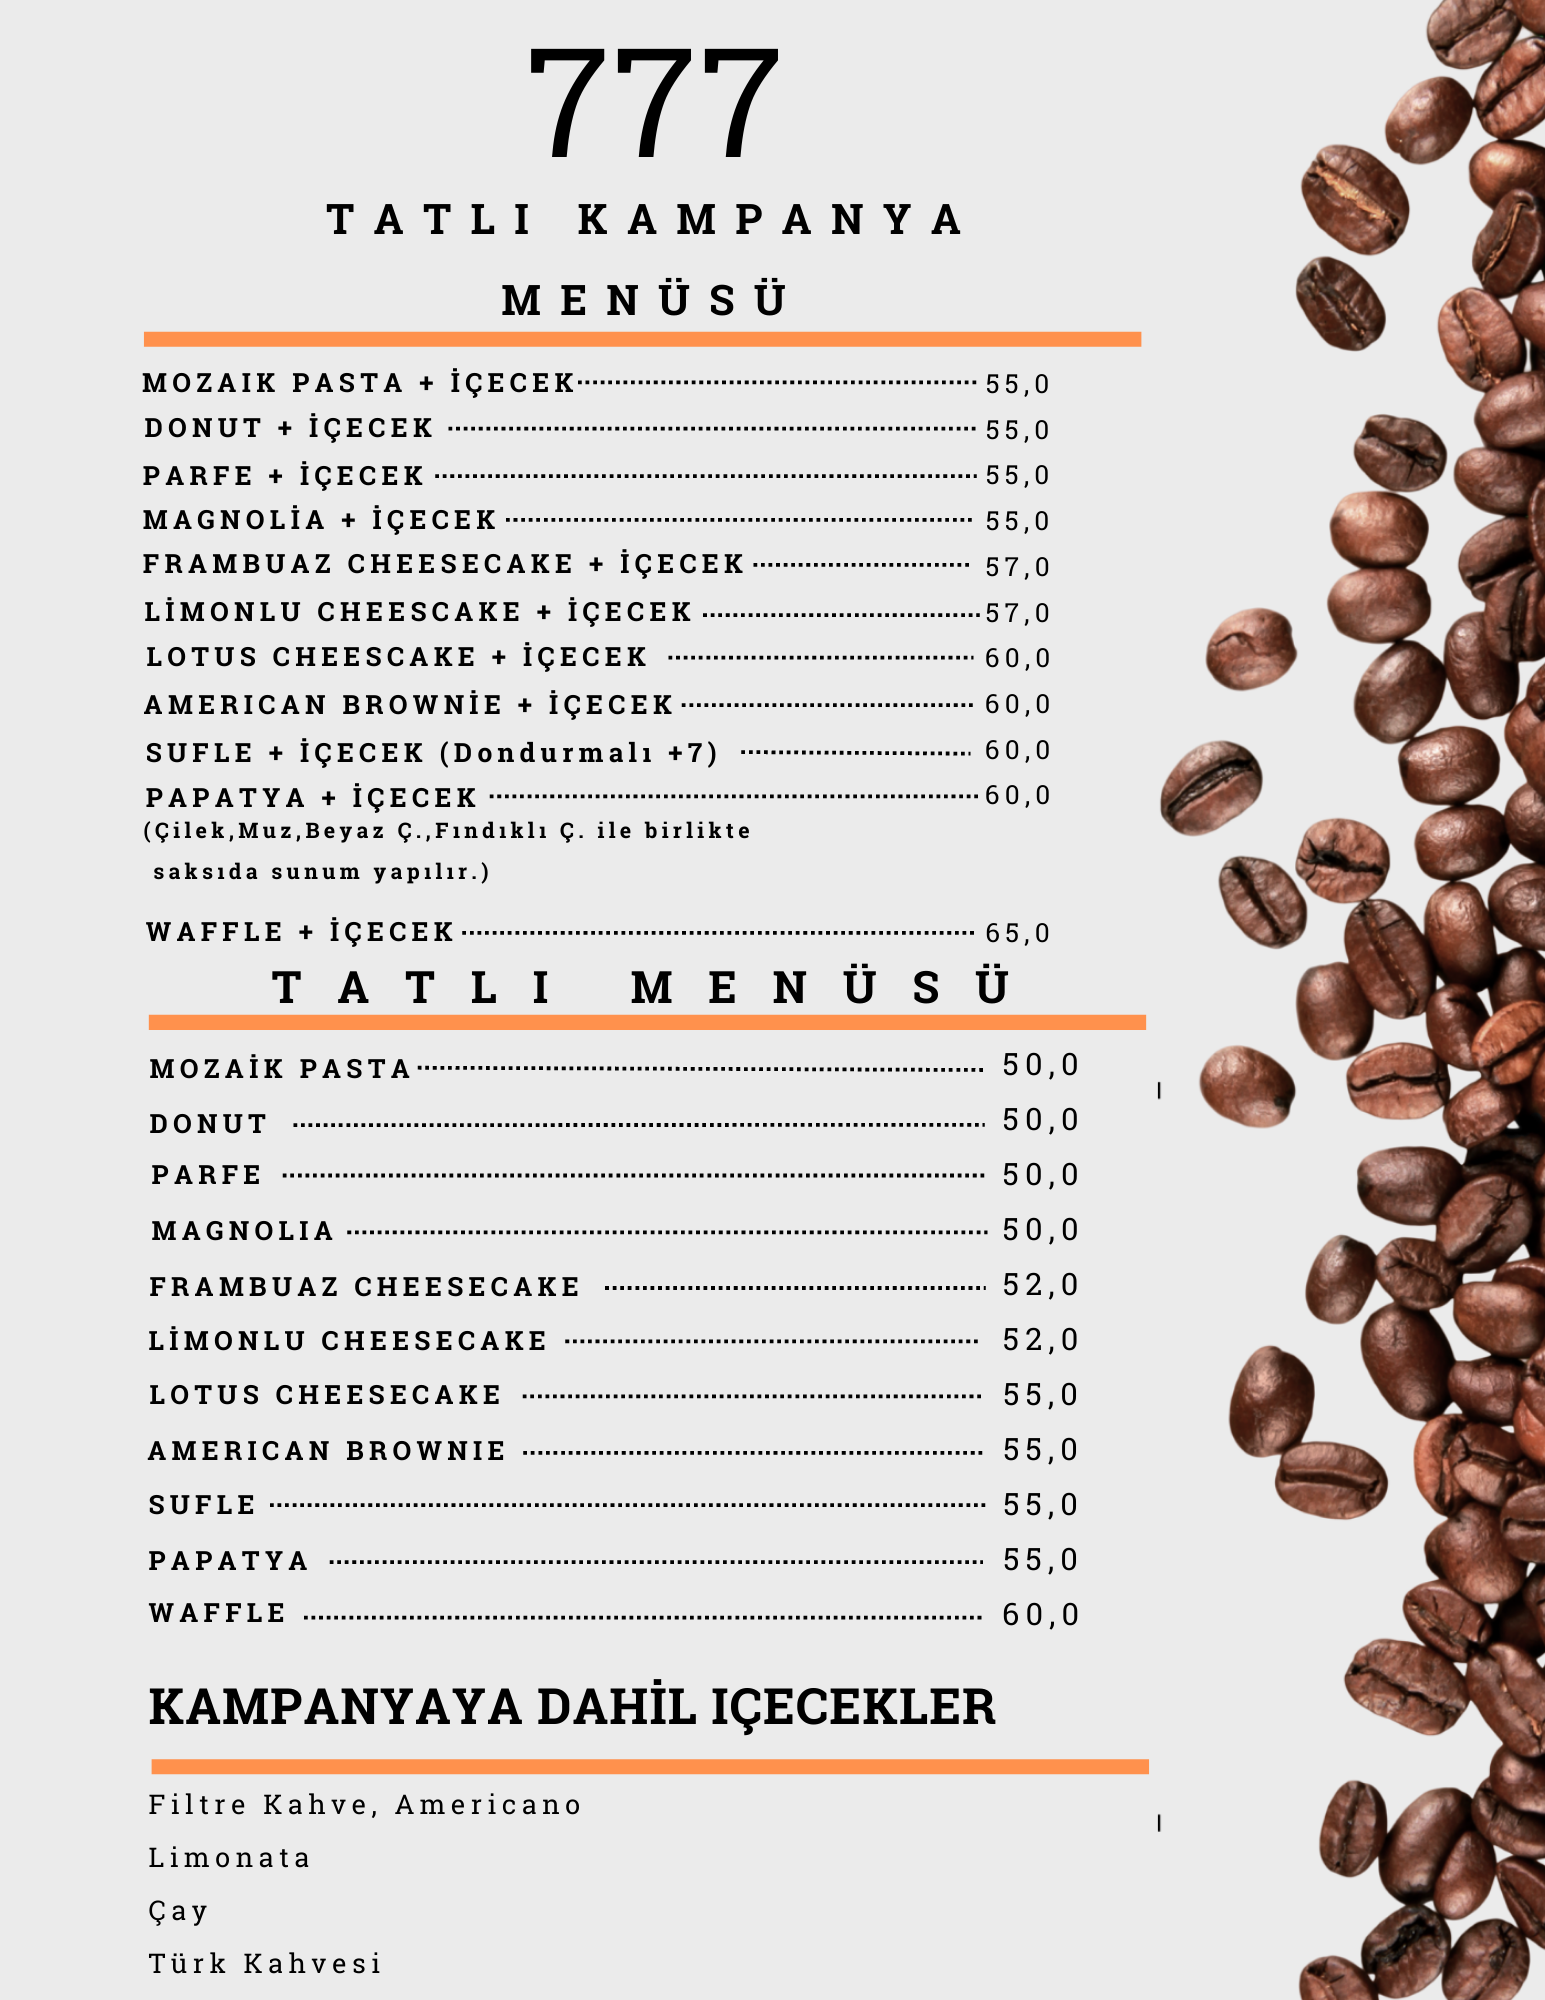 777
TATLI KAMPANYA
MENÜSÜ
MOZAIK PASTA + İÇECEK 55,0
DONUT + İÇECEK 55,0
PARFE + İÇECEK 55,0
MAGNOLİA + İÇECEK 55,0
FRAMBUAZ CHEESECAKE + İÇECEK 57,0
LİMONLU CHEESCAKE + İÇECEK 57,0
LOTUS CHEESCAKE + İÇECEK 60,0
AMERICAN BROWNİE + İÇECEK 60,0
SUFLE + İÇECEK (Dondurmalı +7) 60,0
PAPATYA + İÇECEK 60,0
(Çilek,Muz,Beyaz Ç.,Fındıklı Ç. ile birlikte
saksıda sunum yapılır.)
WAFFLE + İÇECEK 65,0
TATLI MENÜSÜ
MOZAİK PASTA 50,0
DONUT 50,0
PARFE 50,0
MAGNOLIA 50,0
FRAMBUAZ CHEESECAKE 52,0
LİMONLU CHEESECAKE 52,0
LOTUS CHEESECAKE 55,0
AMERICAN BROWNIE 55,0
SUFLE 55,0
PAPATYA 55,0
WAFFLE 60,0
KAMPANYAYA DAHİL IÇECEKLER
Filtre Kahve, Americano
Limonata
Çay
Türk Kahvesi